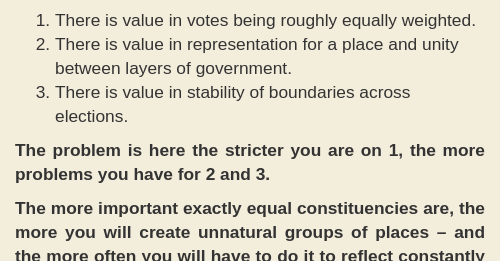 1. There is value in votes being roughly equally weighted.
2. There is value in representation for a place and unity
between layers of government.
3. There is value in stability of boundaries across
elections.
The problem is here the stricter you are on 1, the more
problems you have for 2 and 3.
The more important exactly equal constituencies are, the
more you will create unnatural groups of places – and
the more often you will have to do it to reflect constantly